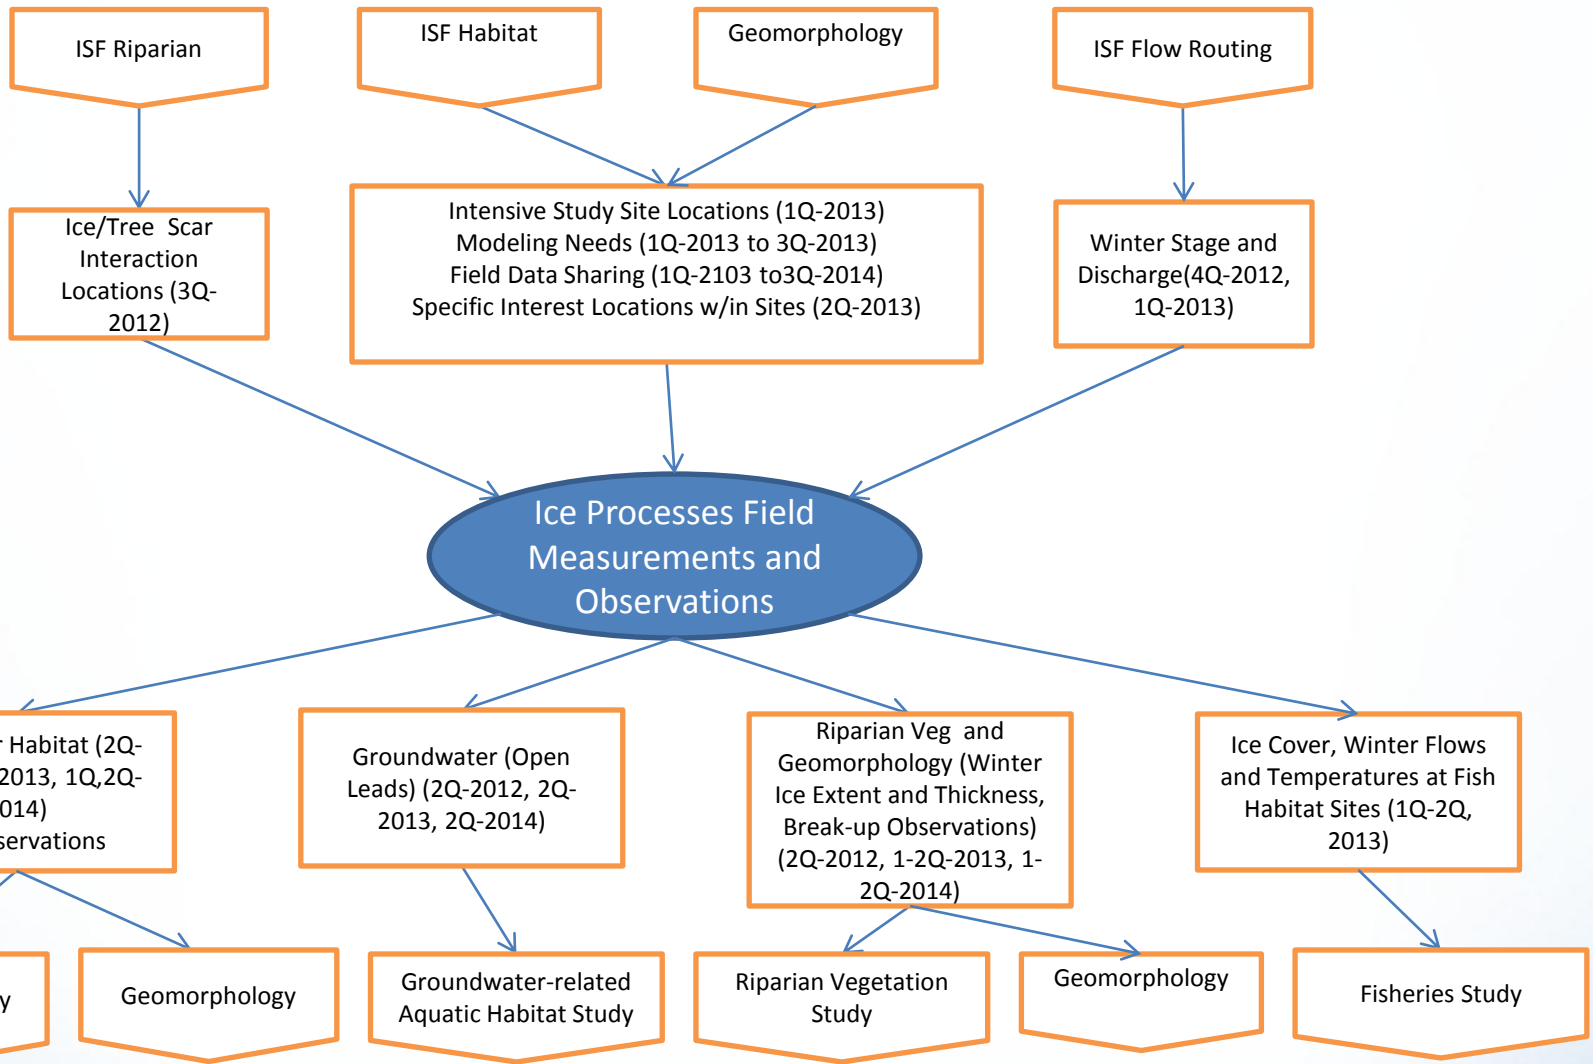 ISF Riparian
ISF Habitat
Geomorphology
ISF Flow Routing
Ice/Tree Scar
Interaction
Locations (3Q-
2012)
Intensive Study Site Locations (1Q-2013)
Modeling Needs (1Q-2013 to 3Q-2013)
Field Data Sharing (1Q-2103 to3Q-2014)
Specific Interest Locations w/in Sites (2Q-2013)
Winter Stage and
Discharge(4Q-2012,
1Q-2013)
Ice Processes Field
Measurements and
Observations
Habitat (2Q-
2013, 1Q,2Q-
Groundwater (Open
Leads) (2Q-2012, 2Q-
2013, 2Q-2014)
Riparian Veg and
Geomorphology (Winter
Ice Extent and Thickness,
Break-up Observations)
(2Q-2012, 1-2Q-2013, 1-
2Q-2014)
Ice Cover, Winter Flows
and Temperatures at Fish
Habitat Sites (1Q-2Q,
2013)
Geomorphology
Groundwater-related
Aquatic Habitat Study
Riparian Vegetation
Study
Geomorphology
Fisheries Study